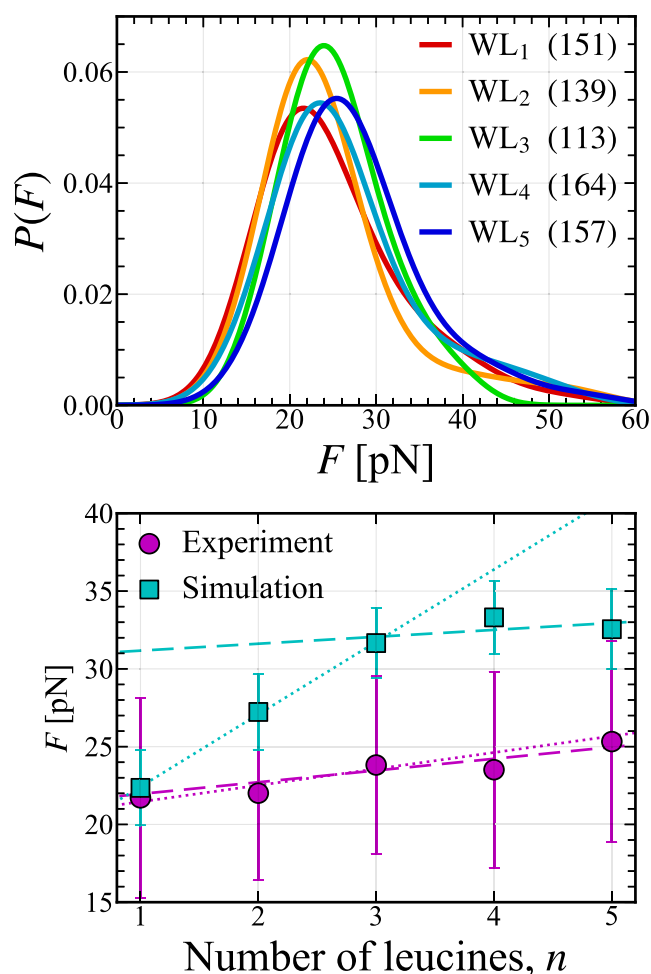 WL₁ (151)
WL₂ (139)
WL₃ (113)
WL₄ (164)
WL₅ (157)
0.06
0.04
0.02
0.00
P(F)
0 10 20 30 40 50 60
F [pN]
Experiment
Simulation
40
35
30
25
20
15
F [pN]
1 2 3 4 5
Number of leucines, n